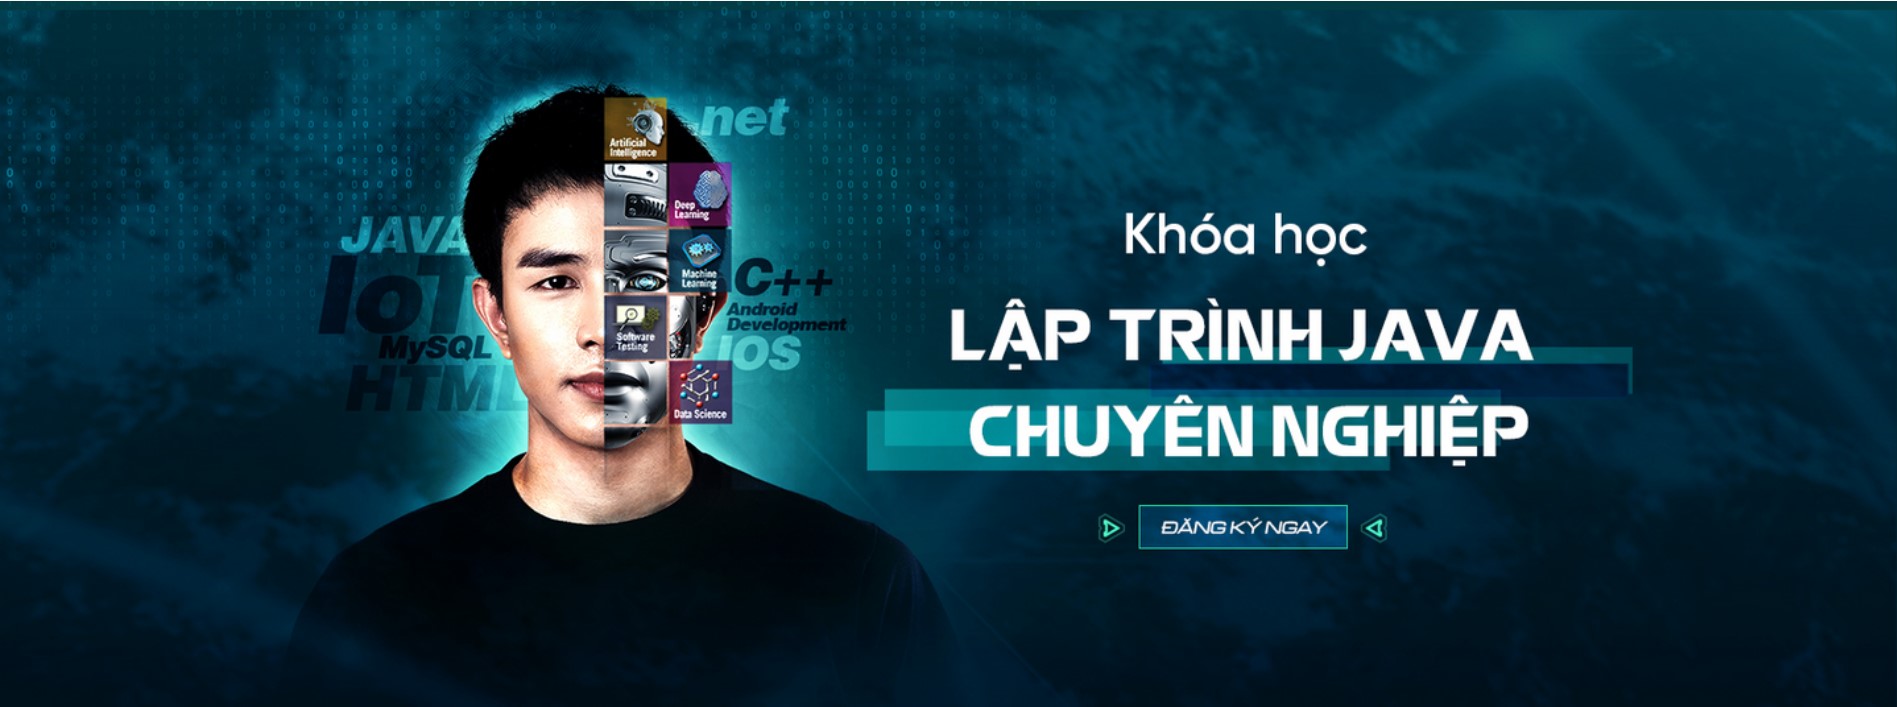 .net
Artificial
Intelligence
Deep
Learning
JAVA
IoT
Machine
Learning
C++
Android
Development
MySQL
Software
Testing
iOS
HTML
Data Science
Khóa học
LẬP TRÌNH JAVA
CHUYÊN NGHIỆP
ĐĂNG KÝ NGAY